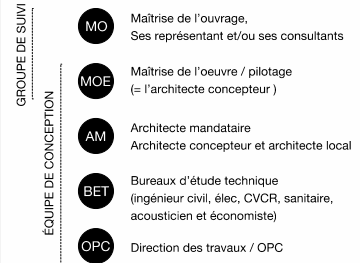 GROUPE DE SUIVI
ÉQUIPE DE CONCEPTION
MO
Maîtrise de l'ouvrage,
Ses représentant et/ou ses consultants
MOE
Maîtrise de l'oeuvre / pilotage
(= l'architecte concepteur )
AM
Architecte mandataire
Architecte concepteur et architecte local
BET
Bureaux d'étude technique
(ingénieur civil, élec, CVCR, sanitaire,
acousticien et économiste)
OPC
Direction des travaux / OPC